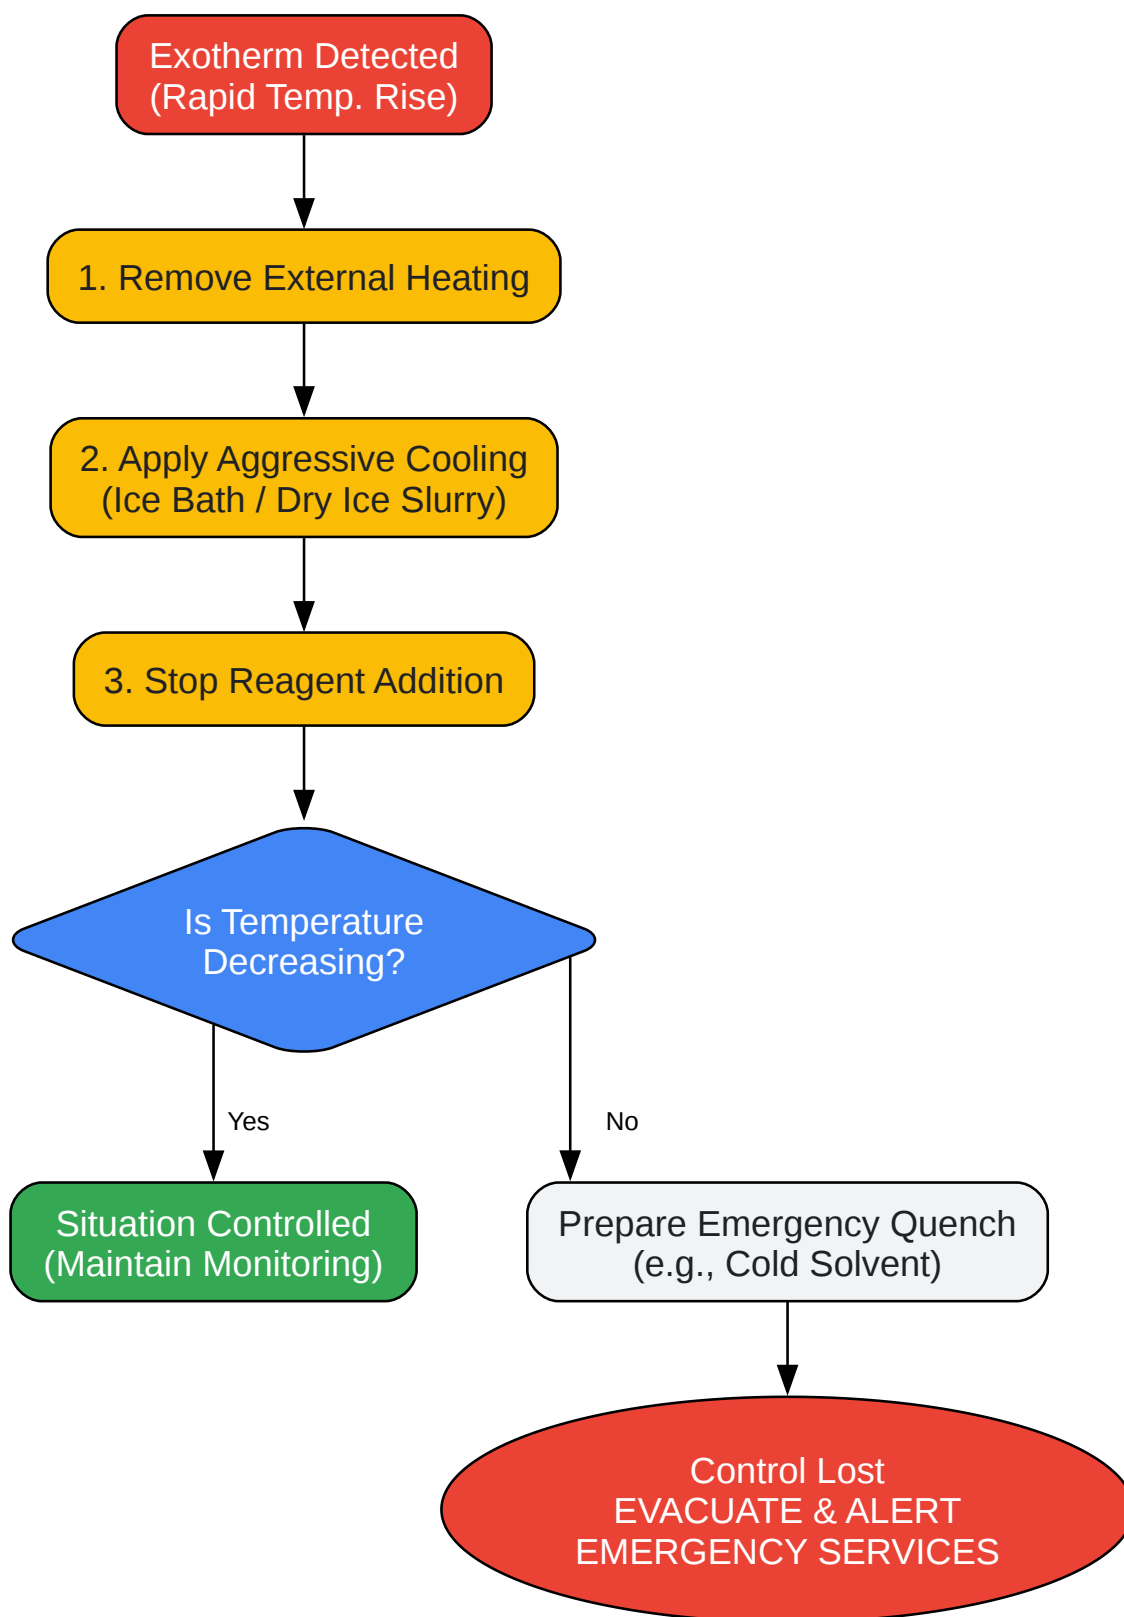 Exotherm Detected
(Rapid Temp. Rise)
1. Remove External Heating
2. Apply Aggressive Cooling
(Ice Bath / Dry Ice Slurry)
3. Stop Reagent Addition
Is Temperature
Decreasing?
Yes
No
Situation Controlled
(Maintain Monitoring)
Prepare Emergency Quench
(e.g., Cold Solvent)
Control Lost
EVACUATE & ALERT
EMERGENCY SERVICES